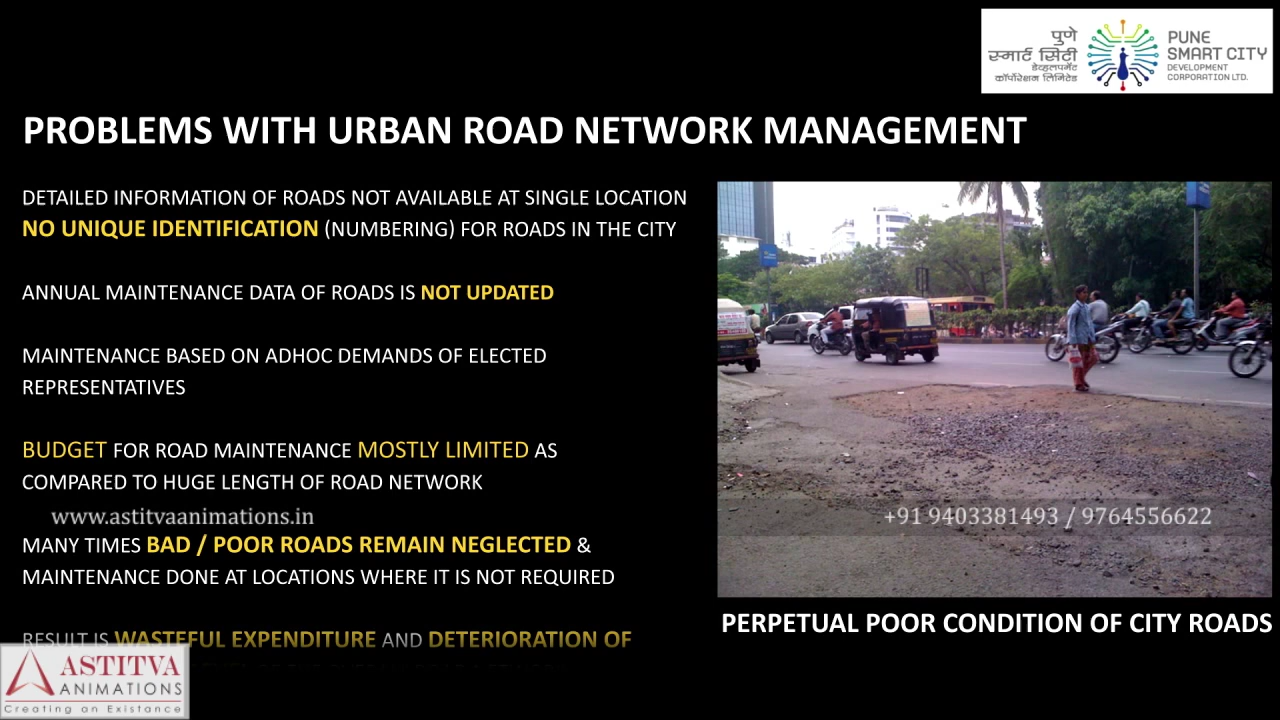 पुणे
स्मार्ट सिटी
डेव्हलपमेंट
कॉर्पोरेशन लिमिटेड
PUNE
SMART CITY
DEVELOPMENT
CORPORATION LTD.
PROBLEMS WITH URBAN ROAD NETWORK MANAGEMENT
DETAILED INFORMATION OF ROADS NOT AVAILABLE AT SINGLE LOCATION
NO UNIQUE IDENTIFICATION (NUMBERING) FOR ROADS IN THE CITY
ANNUAL MAINTENANCE DATA OF ROADS IS NOT UPDATED
MAINTENANCE BASED ON ADHOC DEMANDS OF ELECTED
REPRESENTATIVES
BUDGET FOR ROAD MAINTENANCE MOSTLY LIMITED AS
COMPARED TO HUGE LENGTH OF ROAD NETWORK
www.astitvaanimations.in
+91 9403381493 / 9764556622
MANY TIMES BAD / POOR ROADS REMAIN NEGLECTED &
MAINTENANCE DONE AT LOCATIONS WHERE IT IS NOT REQUIRED
RESULT IS WASTEFUL EXPENDITURE AND DETERIORATION OF
PERPETUAL POOR CONDITION OF CITY ROADS
ASTITVA
ANIMATIONS
Creating an Existance